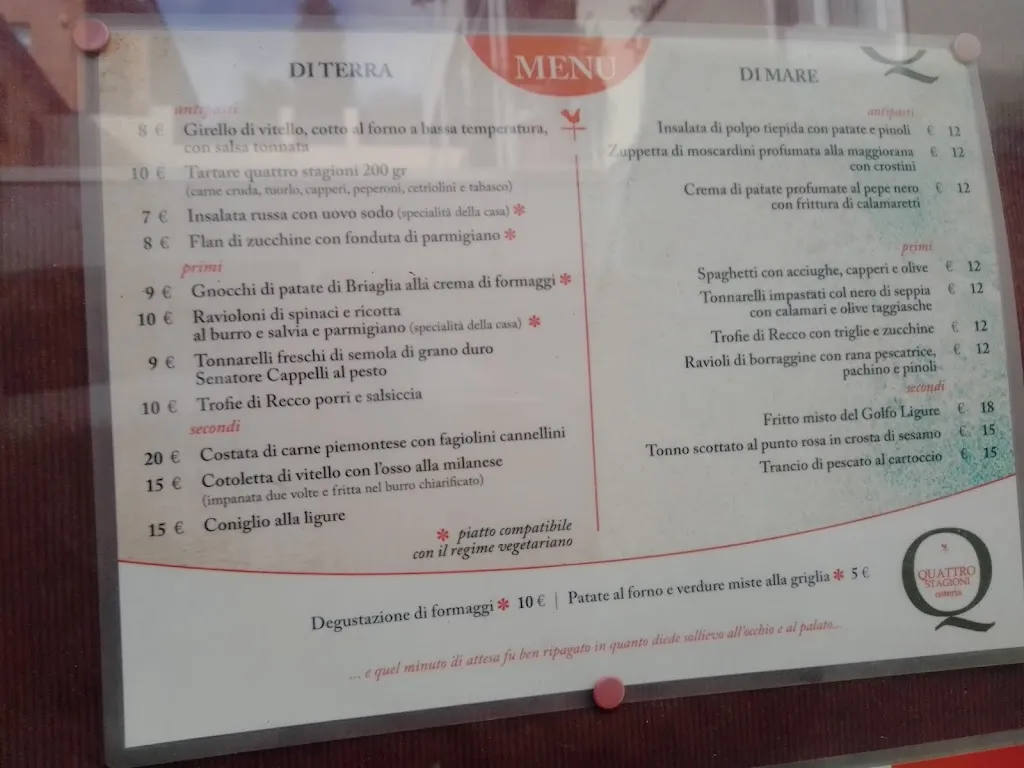 MENU
DI TERRA
antipasti
8 € Girello di vitello, cotto al forno a bassa temperatura,
con salsa tonnata
10 € Tartare quattro stagioni 200 gr
(carne cruda, tuorlo, capperi, peperoni, cetriolini e tabasco)
7 € Insalata russa con uovo sodo (specialità della casa) *
8 € Flan di zucchine con fonduta di parmigiano *
primi
9 € Gnocchi di patate di Briaglia alla crema di formaggi *
10 € Ravioloni di spinaci e ricotta
al burro e salvia e parmigiano (specialità della casa) *
9 € Tonnarelli freschi di semola di grano duro
Senatore Cappelli al pesto
10 € Trofie di Recco porri e salsiccia
secondi
20 € Costata di carne piemontese con fagiolini cannellini
15 € Cotoletta di vitello con l'osso alla milanese
(impanata due volte e fritta nel burro chiarificato)
15 € Coniglio alla ligure
* piatto compatibile
con il regime vegetariano
DI MARE
antipasti
Insalata di polpo tiepida con patate e pinoli € 12
Zuppetta di moscardini profumata alla maggiorana € 12
con crostini
Crema di patate profumate al pepe nero € 12
con frittura di calamaretti
primi
Spaghetti con acciughe, capperi e olive € 12
Tonnarelli impastati col nero di seppia € 12
con calamari e olive taggiasche
Trofie di Recco con triglie e zucchine € 12
Ravioli di borraggine con rana pescatrice, € 12
pachino e pinoli
secondi
Fritto misto del Golfo Ligure € 18
Tonno scottato al punto rosa in crosta di sesamo € 15
Trancio di pescato al cartoccio € 15
Degustazione di formaggi * 10 € | Patate al forno e verdure miste alla griglia * 5 €
... e quel minuto di attesa fu ben ripagato in quanto diede sollievo all'occhio e al palato...
QUATTRO
STAGIONI
osteria